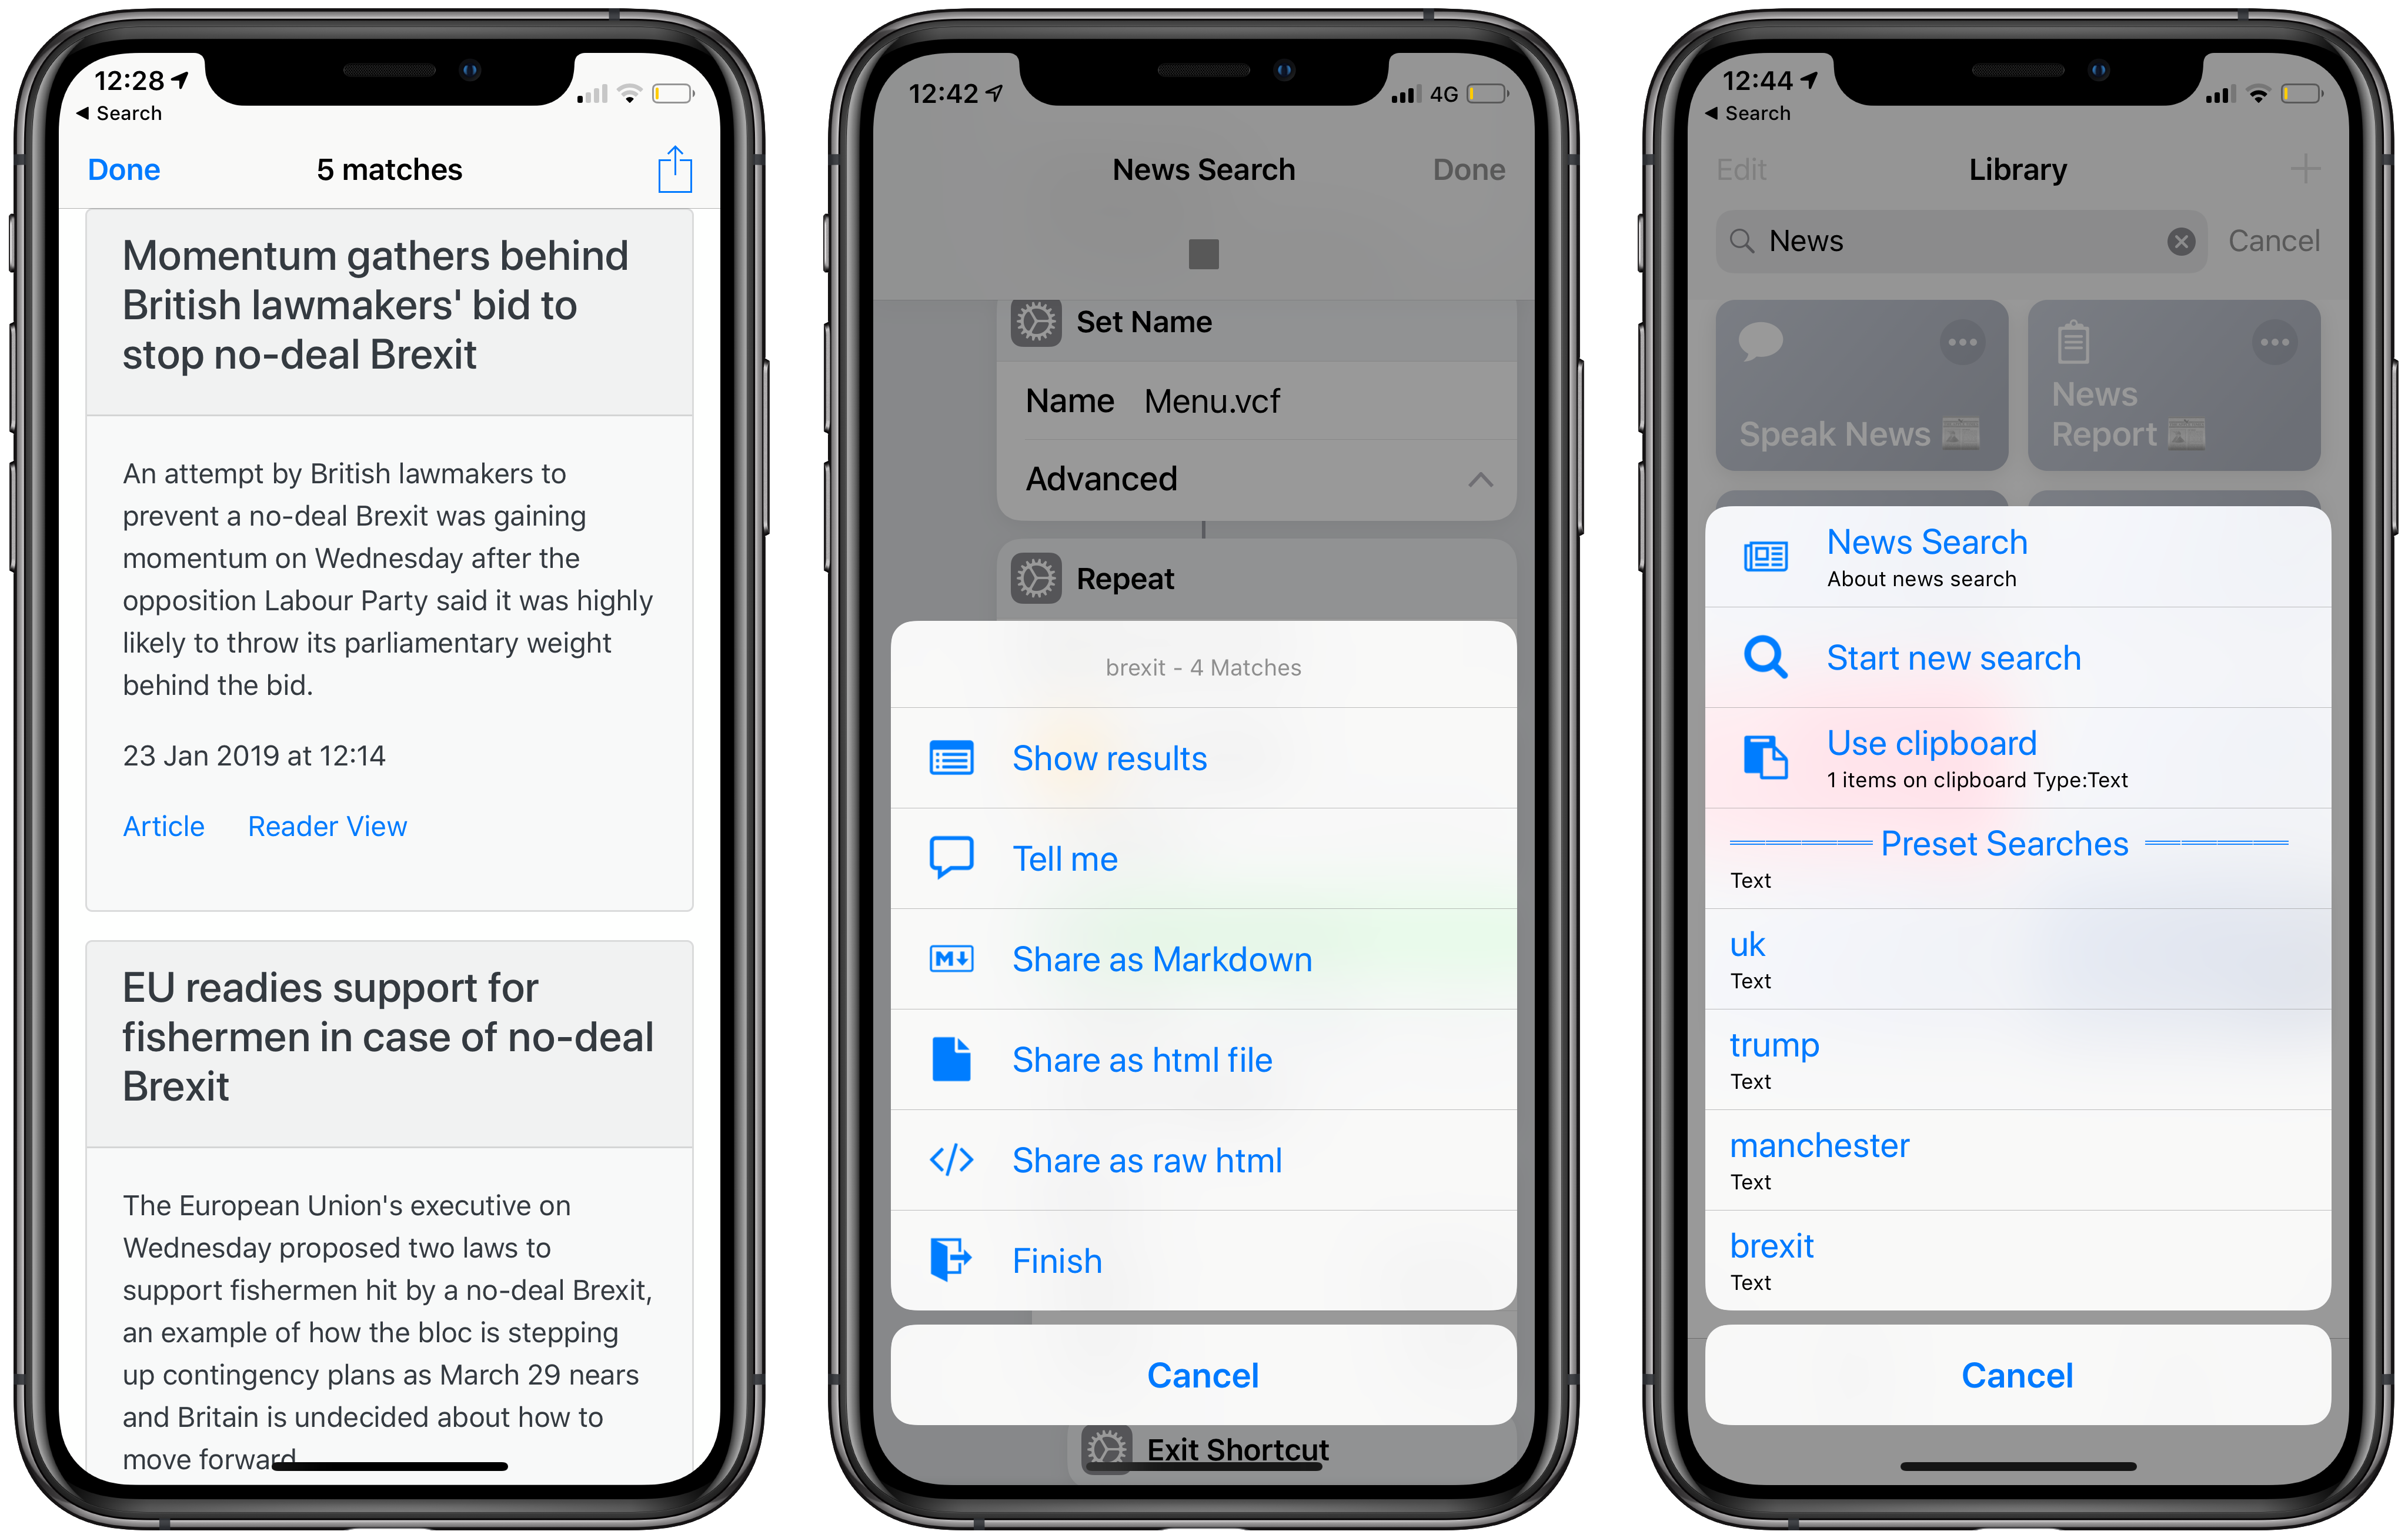 12:28
◀ Search
Done
5 matches
Momentum gathers behind
British lawmakers' bid to
stop no-deal Brexit
An attempt by British lawmakers to
prevent a no-deal Brexit was gaining
momentum on Wednesday after the
opposition Labour Party said it was highly
likely to throw its parliamentary weight
behind the bid.
23 Jan 2019 at 12:14
Article Reader View
EU readies support for
fishermen in case of no-deal
Brexit
The European Union's executive on
Wednesday proposed two laws to
support fishermen hit by a no-deal Brexit,
an example of how the bloc is stepping
up contingency plans as March 29 nears
and Britain is undecided about how to
move forward
12:42
4G
News Search
Done
Set Name
Name Menu.vcf
Advanced
Repeat
brexit - 4 Matches
Show results
Tell me
M
Share as Markdown
Share as html file
</> Share as raw html
Finish
Cancel
Exit Shortcut
12:44
◀ Search
Edit
Library
+
News
Cancel
Speak News
News
Report
News Search
About news search
Start new search
Use clipboard
1 items on clipboard Type:Text
Preset Searches
Text
uk
Text
trump
Text
manchester
Text
brexit
Text
Cancel